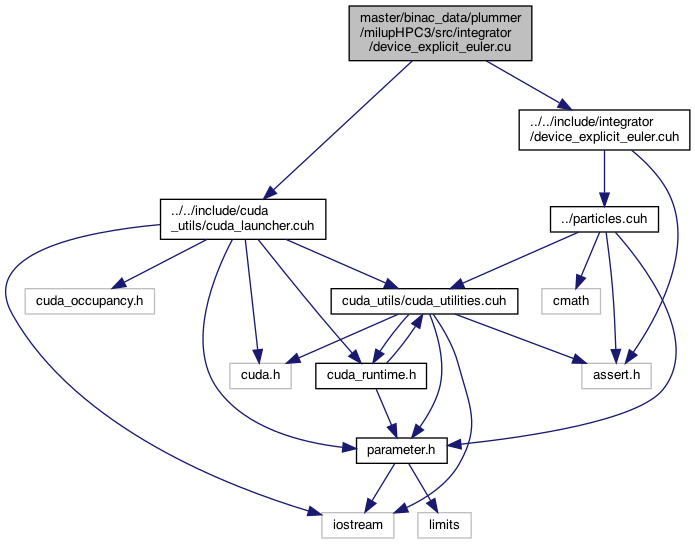 master/binac_data/plummer
/milupHPC3/src/integrator
/device_explicit_euler.cu
../../include/integrator
/device_explicit_euler.cuh
../../include/cuda
_utils/cuda_launcher.cuh
../particles.cuh
cuda_occupancy.h
cuda_utils/cuda_utilities.cuh
cmath
cuda.h
cuda_runtime.h
assert.h
parameter.h
iostream
limits